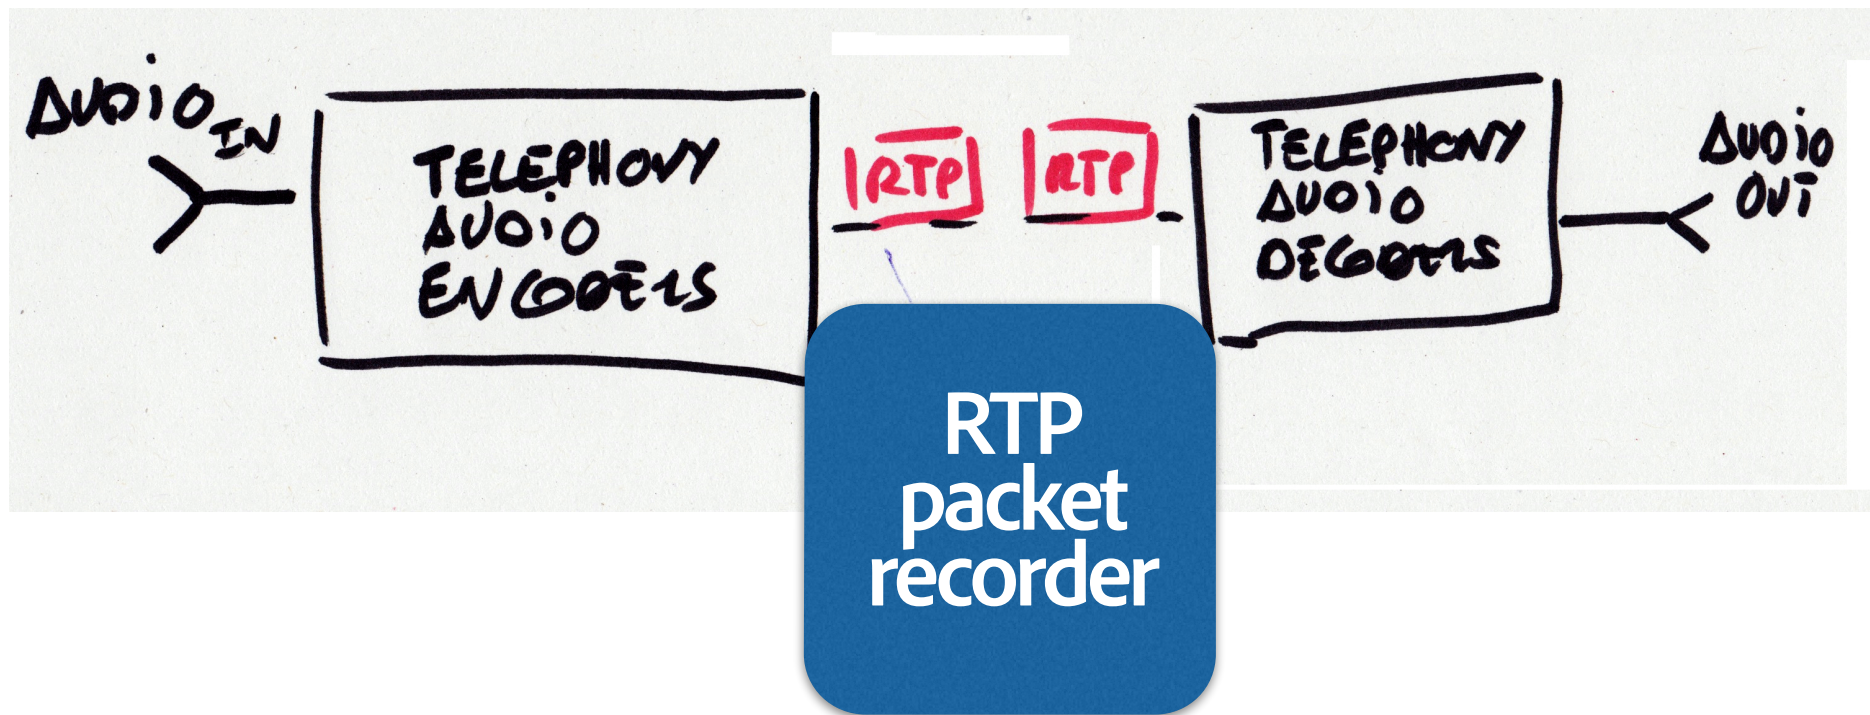 AUDiO IN
TELEPHONY
AUDiO
ENCODERS
RTP
RTP
TELEPHONY
AUDiO
DECODERS
AUDiO
OUT
RTP
packet
recorder